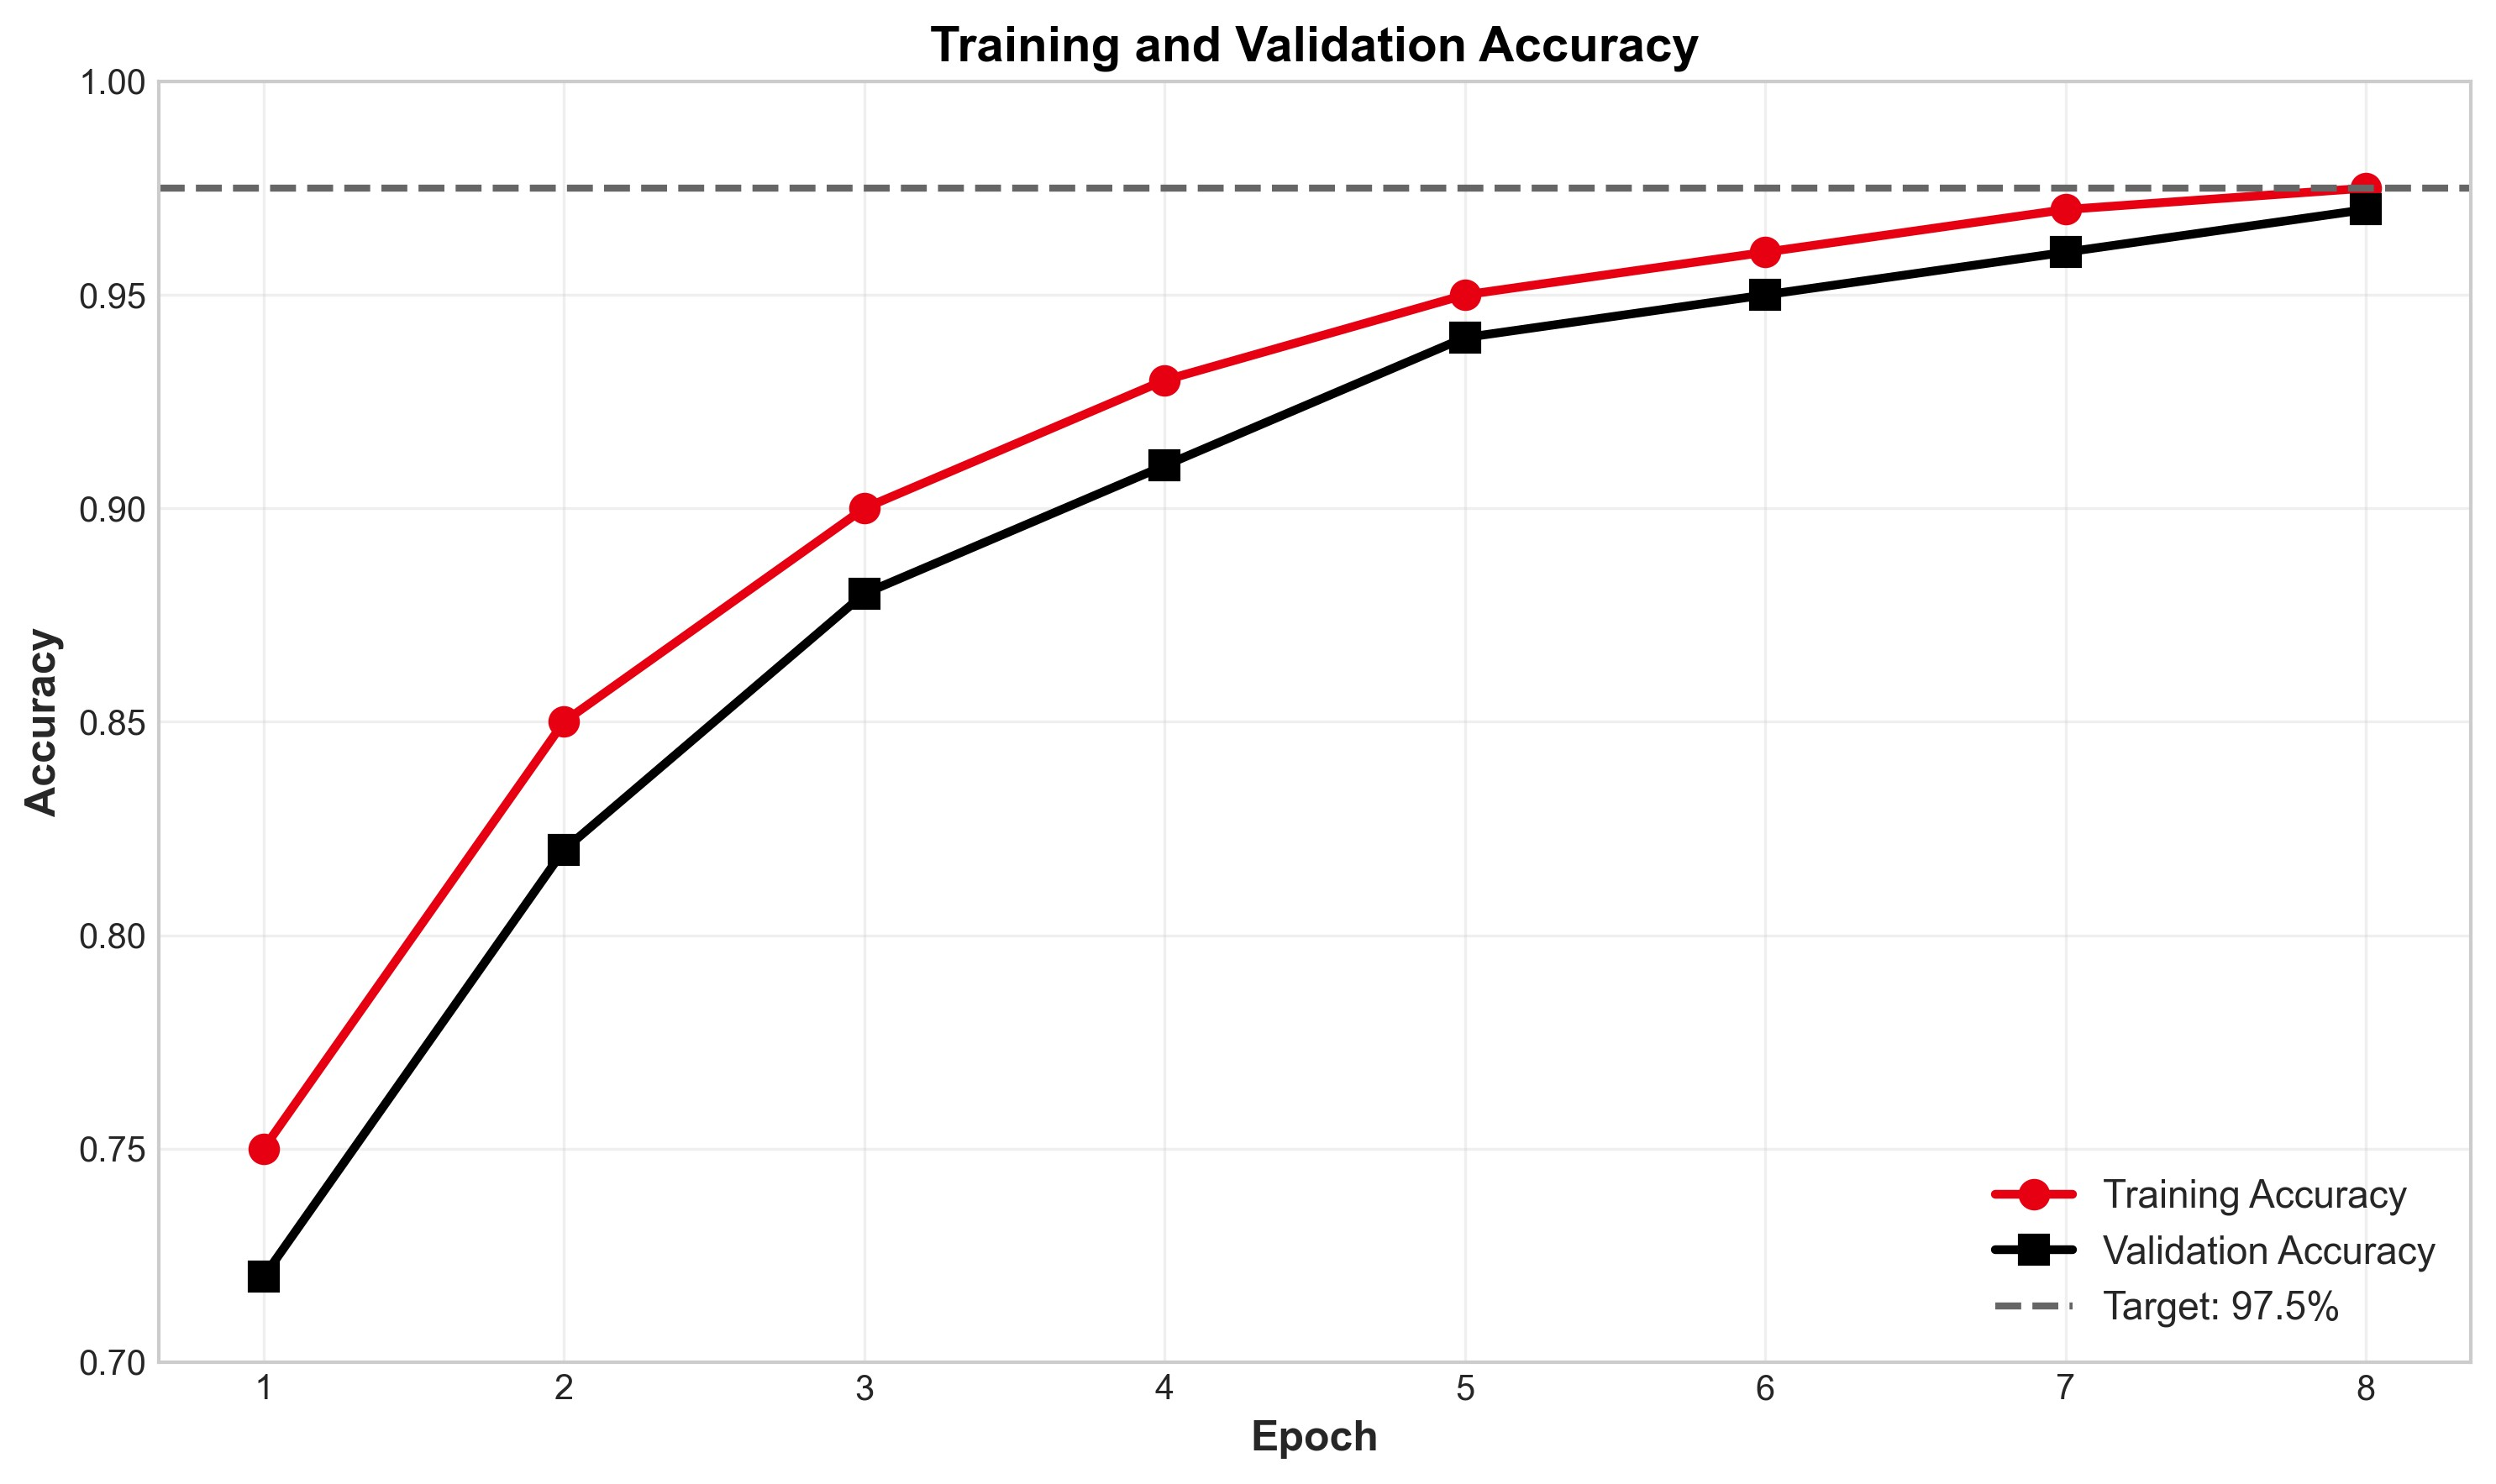 Training and Validation Accuracy
1.00
0.95
0.90
0.85
0.80
0.75
0.70
Accuracy
1 2 3 4 5 6 7 8
Epoch
Training Accuracy
Validation Accuracy
Target: 97.5%